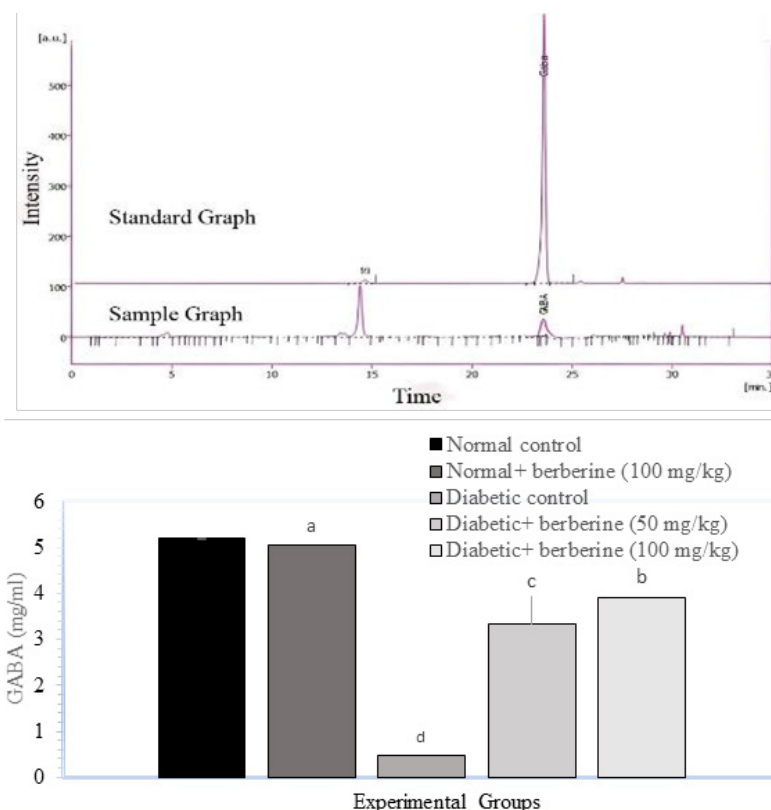 [a.u.]
500
400
300
200
100
0
Intensity
Gaba
Standard Graph
Sample Graph
GABA
0 5 10 15 20 25 30 3
[min.]
Time
Normal control
Normal+ berberine (100 mg/kg)
Diabetic control
Diabetic+ berberine (50 mg/kg)
Diabetic+ berberine (100 mg/kg)
6
5
4
3
2
1
0
GABA (mg/ml)
a
d
c
b
Experimental Groups